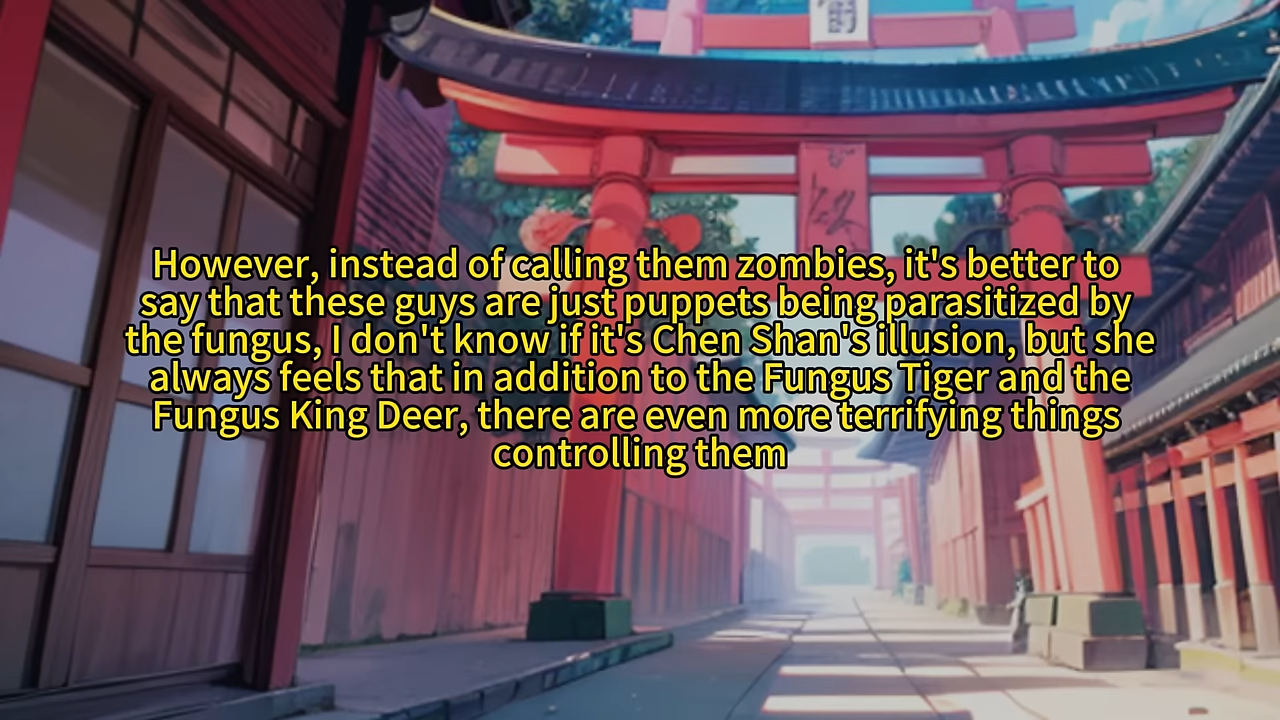 However, instead of calling them zombies, it's better to
say that these guys are just puppets being parasitized by
the fungus, I don't know if it's Chen Shan's illusion, but she
always feels that in addition to the Fungus Tiger and the
Fungus King Deer, there are even more terrifying things
controlling them